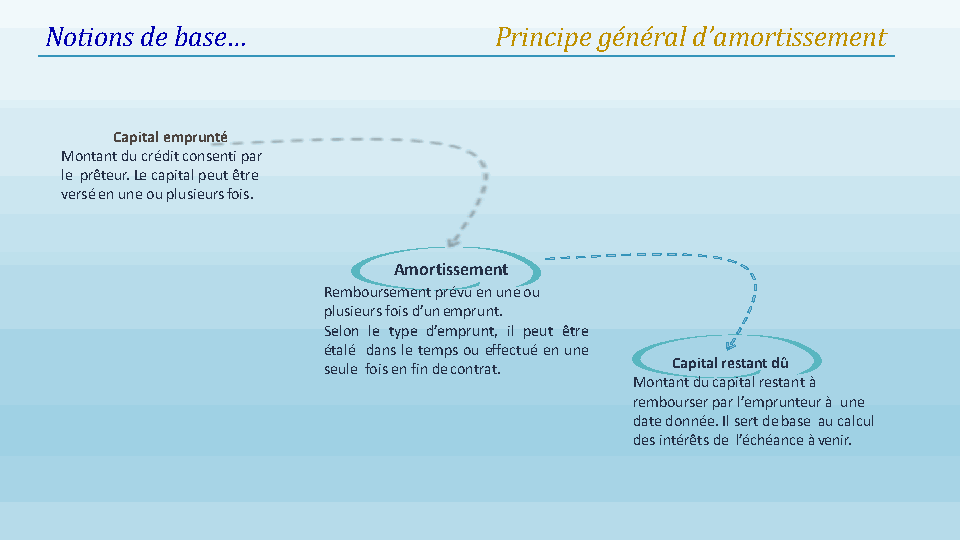 Notions de base…
Principe général d’amortissement
Capital emprunté
Montant du crédit consenti par
le prêteur. Le capital peut être
versé en une ou plusieurs fois.
Amortissement
Remboursement prévu en une ou
plusieurs fois d’un emprunt.
Selon le type d’emprunt, il peut être
étalé dans le temps ou effectué en une
seule fois en fin de contrat.
Capital restant dû
Montant du capital restant à
rembourser par l’emprunteur à une
date donnée. Il sert de base au calcul
des intérêts de l’échéance à venir.